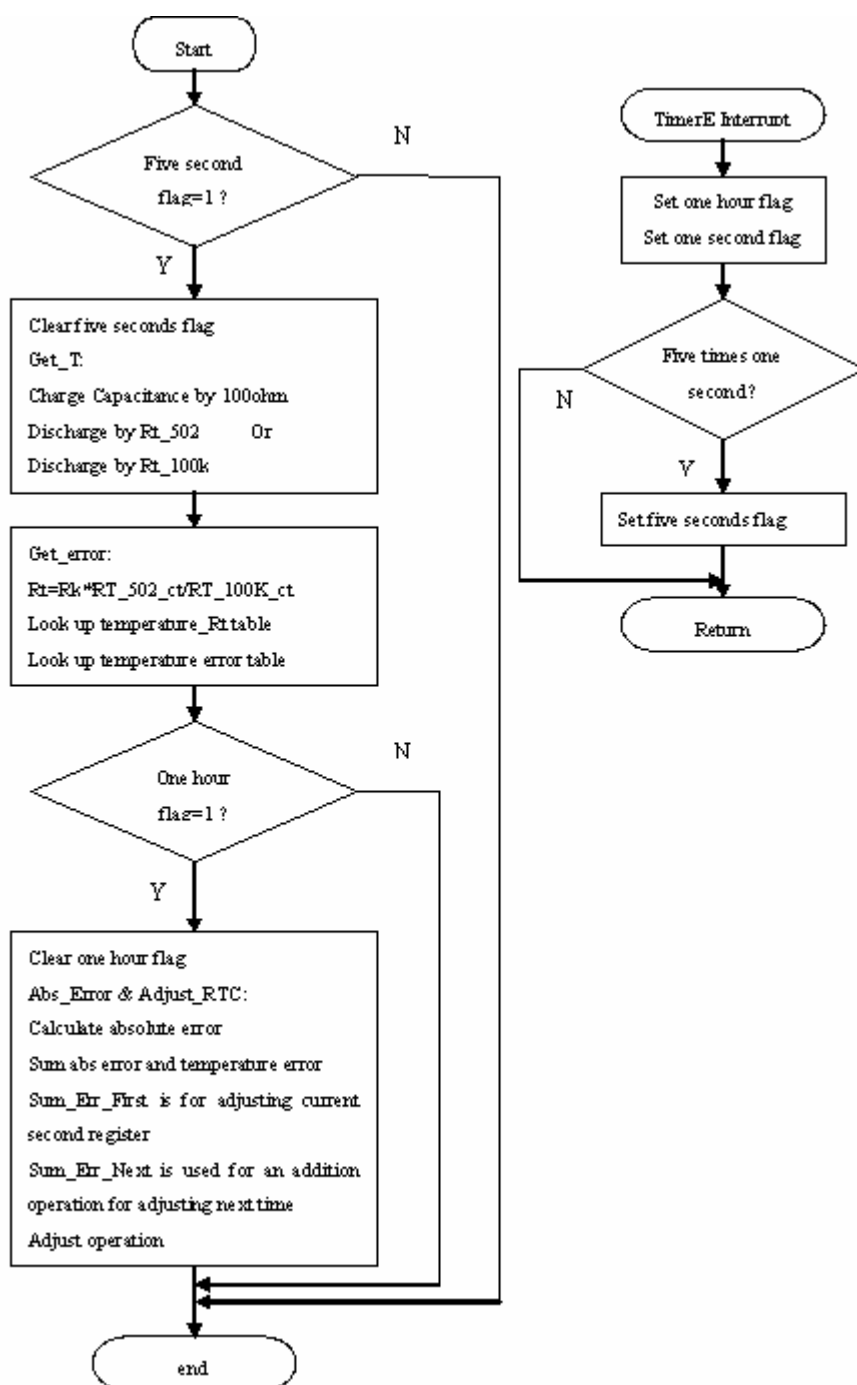 Start
Five second
flag=1 ?
N
Y
Clear five seconds flag
Get_T:
Charge Capacitance by 100ohm
Discharge by Rt_502 Or
Discharge by Rt_100k
Get_error:
Rt=Rk*RT_502_ct/RT_100K_ct
Look up temperature_Rt table
Look up temperature error table
One hour
flag=1 ?
N
Y
Clear one hour flag
Abs_Error & Adjust_RTC:
Calculate absolute error
Sum abs error and temperature error
Sum_Err_First is for adjusting current
second register
Sum_Err_Next is used for an addition
operation for adjusting next time
Adjust operation
end
TimerE Interrupt
Set one hour flag
Set one second flag
Five times one
second?
N
Y
Set five seconds flag
Return